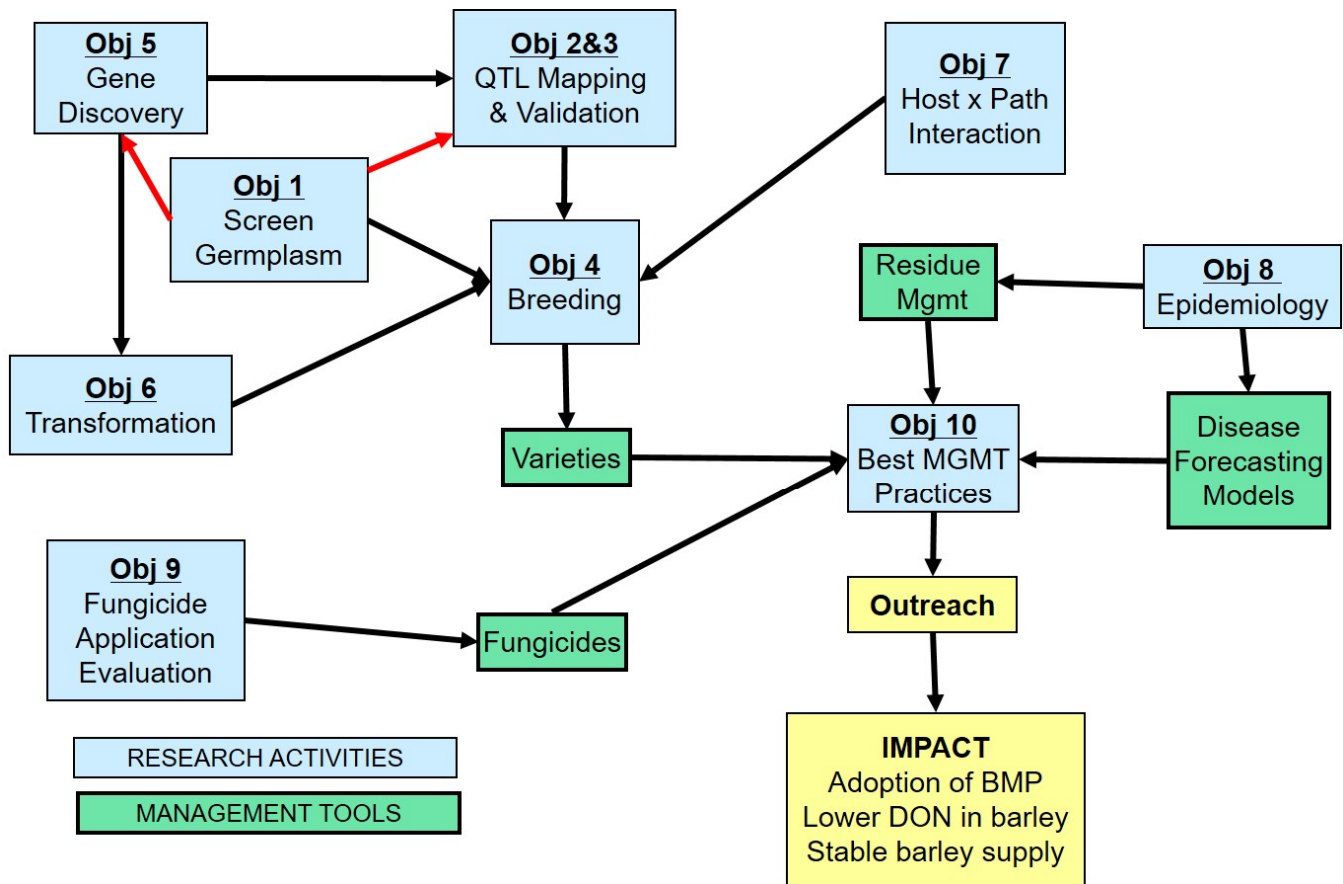 Obj 5
Gene
Discovery
Obj 2&3
QTL Mapping
& Validation
Obj 7
Host x Path
Interaction
Obj 1
Screen
Germplasm
Obj 4
Breeding
Residue
Mgmt
Obj 8
Epidemiology
Obj 6
Transformation
Varieties
Obj 10
Best MGMT
Practices
Disease
Forecasting
Models
Obj 9
Fungicide
Application
Evaluation
Fungicides
Outreach
RESEARCH ACTIVITIES
MANAGEMENT TOOLS
IMPACT
Adoption of BMP
Lower DON in barley
Stable barley supply